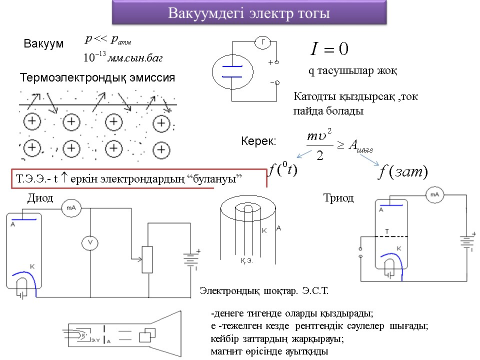 Вакуумдегі электр тогы
Вакуум
p << pатм
10⁻¹³ мм.сын.бағ
Г
I = 0
q тасушылар жоқ
Термоэлектрондық эмиссия
Катодты қыздырсақ ,ток
пайда болады
Керек:
mυ²/2 ≥ Aшығ
f(⁰t)
f(зат)
Т.Э.Э.- t ↑ еркін электрондардың “булануы”
Диод
Триод
mA
A
V
К
К
А
К.Э.
mA
A
Т
К
Электрондық шоқтар. Э.С.Т.
-денеге тигенде оларды қыздырады;
е -тежелген кезде рентгендік сәулелер шығады;
кейбір заттардың жарқырауы;
магнит өрісінде ауытқиды